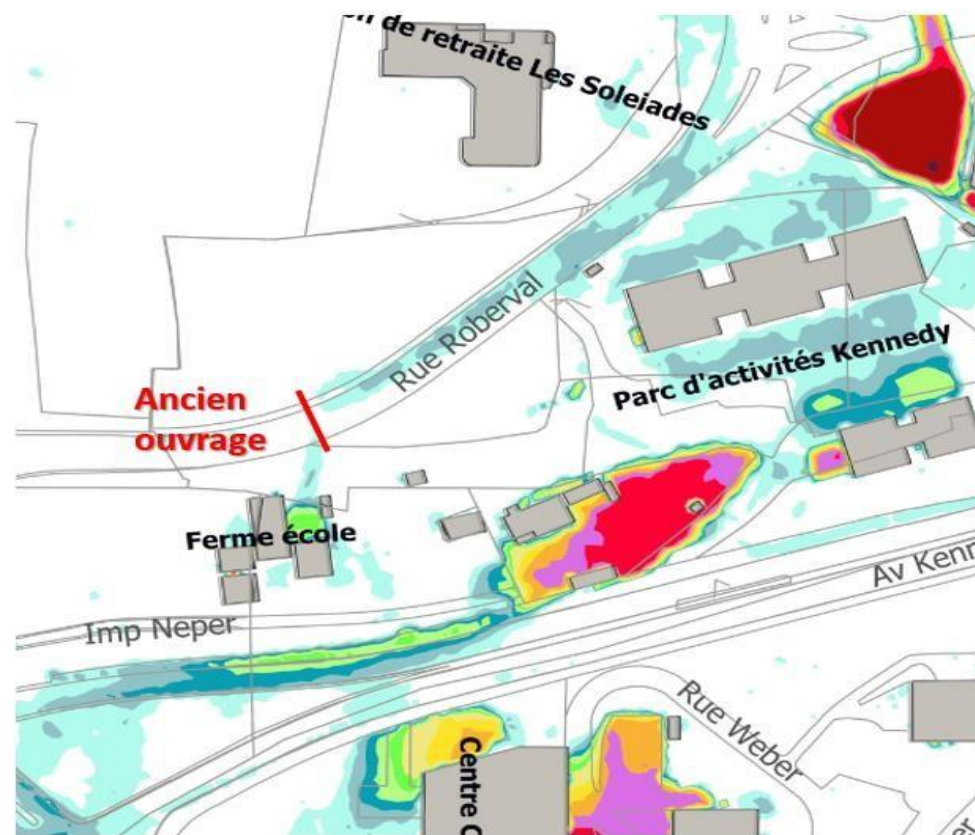 de retraite Les Soleiades
Rue Roberval
Parc d'activités Kennedy
Ancien
ouvrage
Ferme école
Imp Neper
Av Kenn
Rue Weber
Centre C